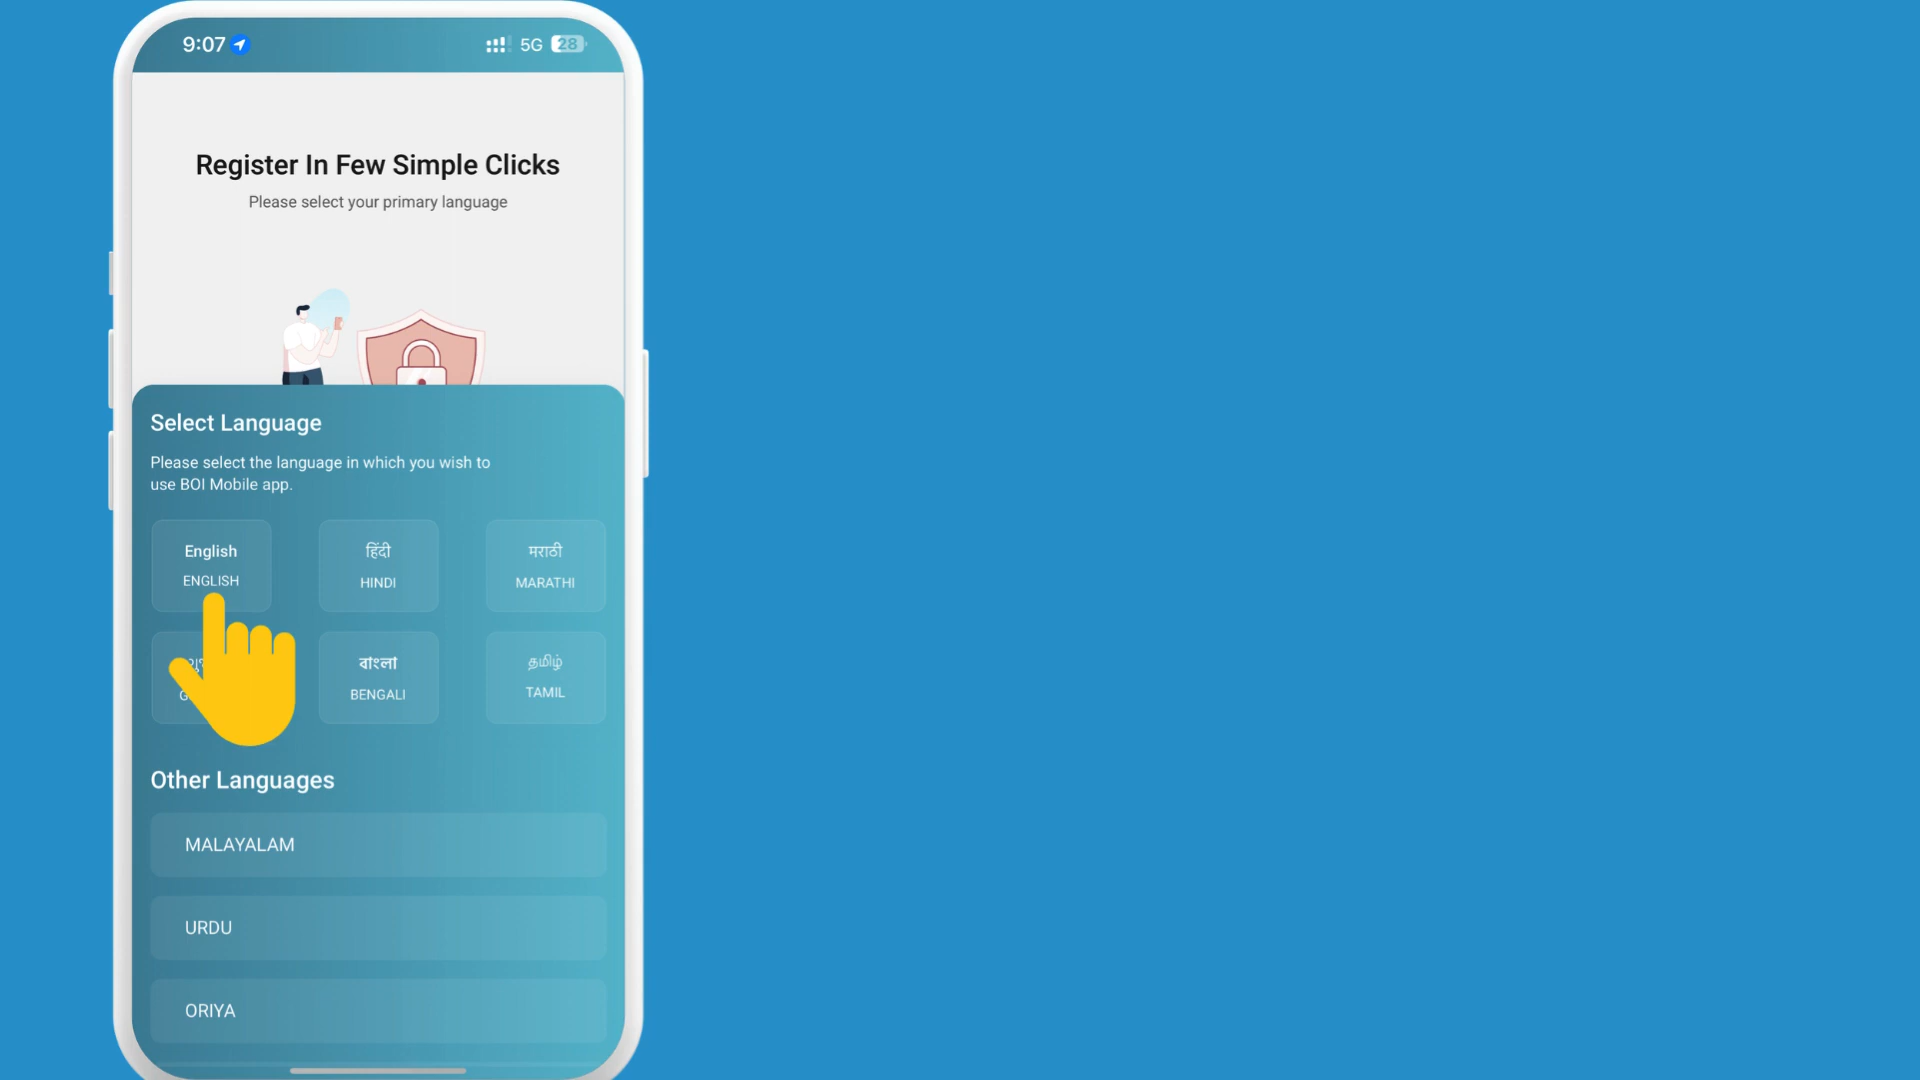 9:07
5G
28
Register In Few Simple Clicks
Please select your primary language
Select Language
Please select the language in which you wish to
use BOI Mobile app.
English
ENGLISH
हिंदी
HINDI
मराठी
MARATHI
বাংলা
BENGALI
தமிழ்
TAMIL
Other Languages
MALAYALAM
URDU
ORIYA